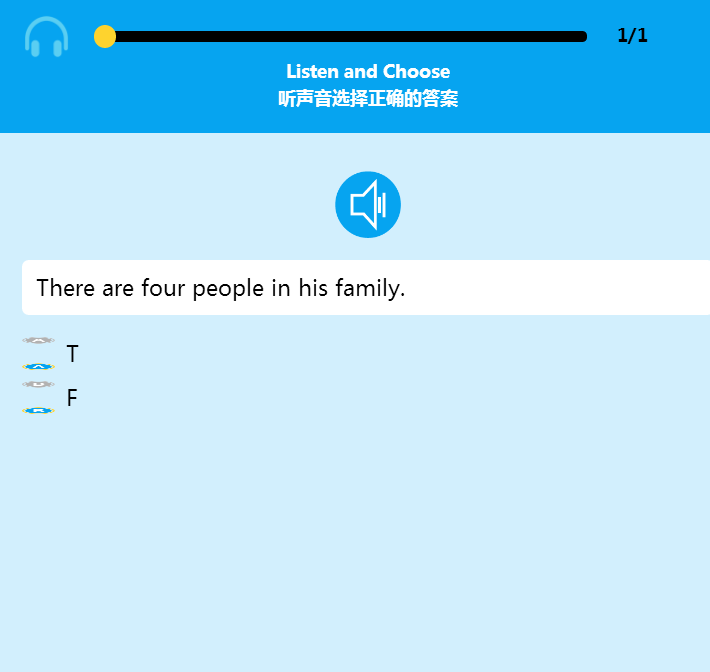 1/1
Listen and Choose
听声音选择正确的答案
There are four people in his family.
T
F